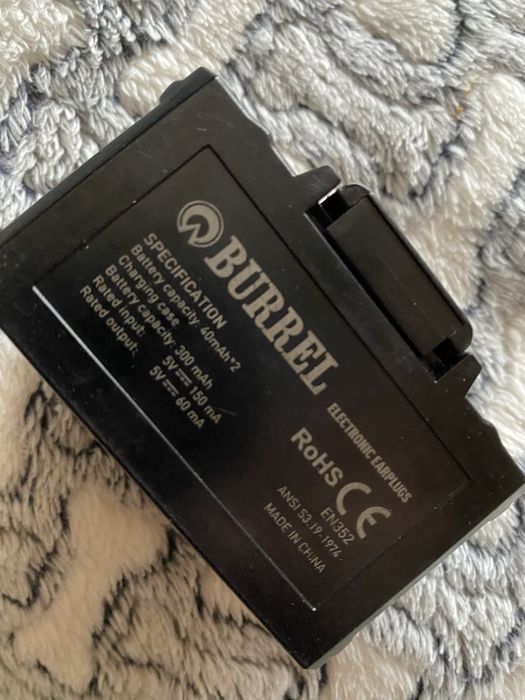 BURREL
ELECTRONIC EARPLUGS
SPECIFICATION
Battery capacity: 40mAh*2
Charging case
Battery capacity: 300 mAh
Rated input: 5V⎓150 mA
Rated output: 5V⎓60 mA
RoHS CE
EN352
ANSI S3.19-1974
MADE IN CHINA